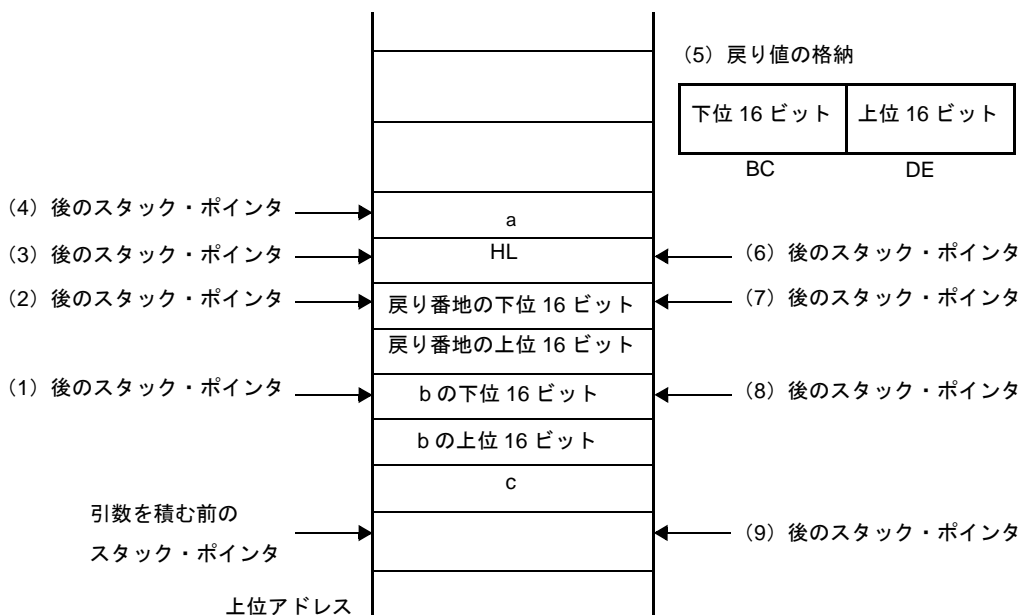 (5) 戻り値の格納
下位 16 ビット
上位 16 ビット
BC
DE
(4) 後のスタック・ポインタ
a
(3) 後のスタック・ポインタ
HL
(6) 後のスタック・ポインタ
(2) 後のスタック・ポインタ
戻り番地の下位 16 ビット
(7) 後のスタック・ポインタ
戻り番地の上位 16 ビット
(1) 後のスタック・ポインタ
b の下位 16 ビット
(8) 後のスタック・ポインタ
b の上位 16 ビット
c
引数を積む前の
スタック・ポインタ
(9) 後のスタック・ポインタ
上位アドレス